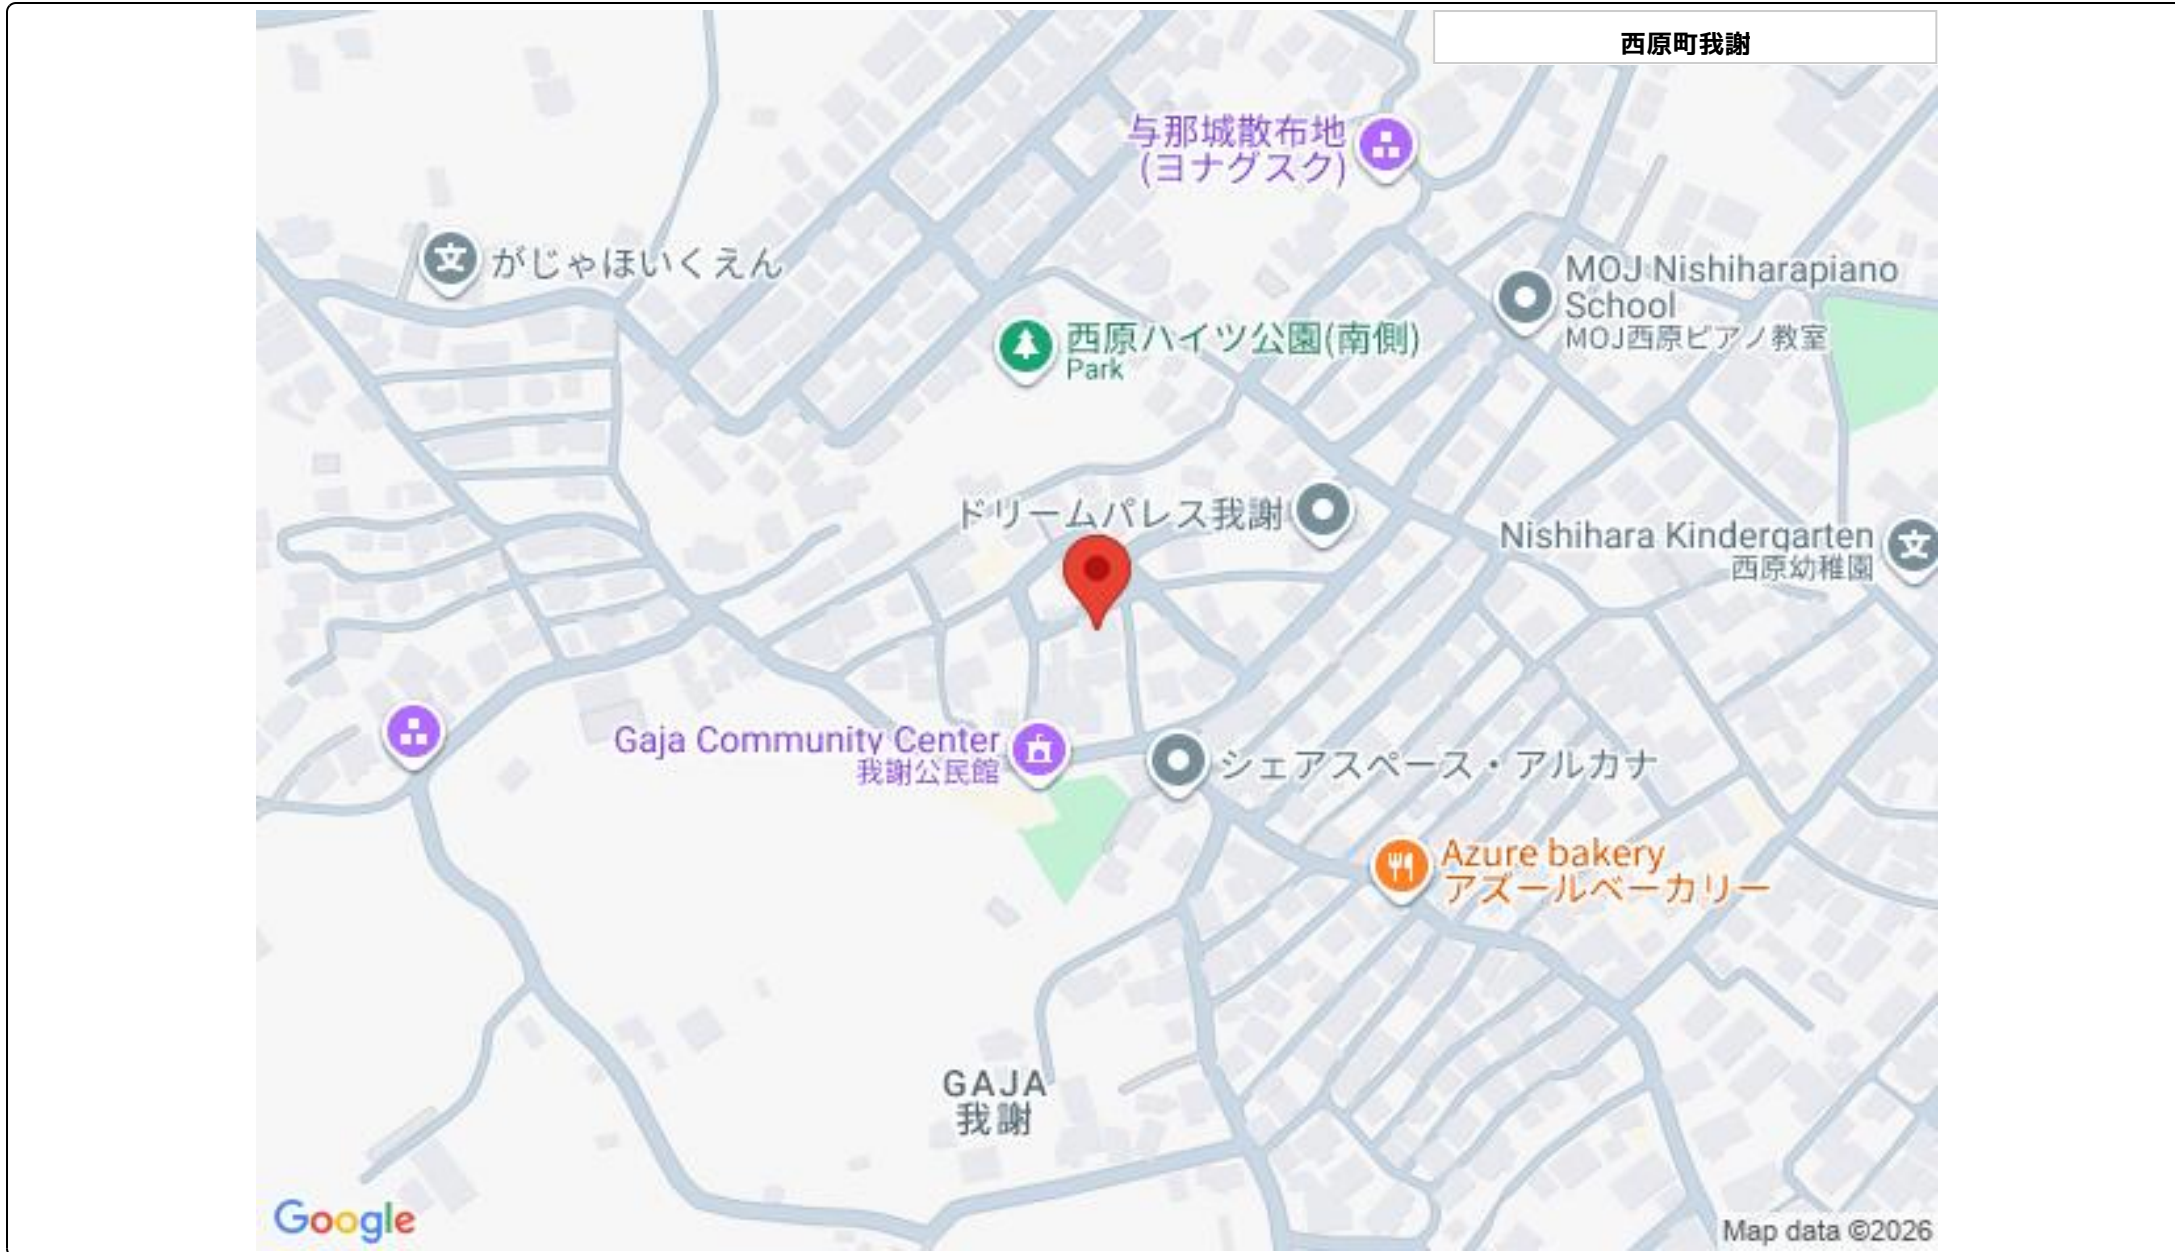 西原町我謝
与那城散布地
(ヨナグスク)
がじゃほいくえん
MOJ Nishiharapiano
School
MOJ西原ピアノ教室
西原ハイツ公園(南側)
Park
ドリームパレス我謝
Nishihara Kindergarten
西原幼稚園
Gaja Community Center
我謝公民館
シェアスペース・アルカナ
Azure bakery
アズールベーカリー
GAJA
我謝
Google
Map data ©2026